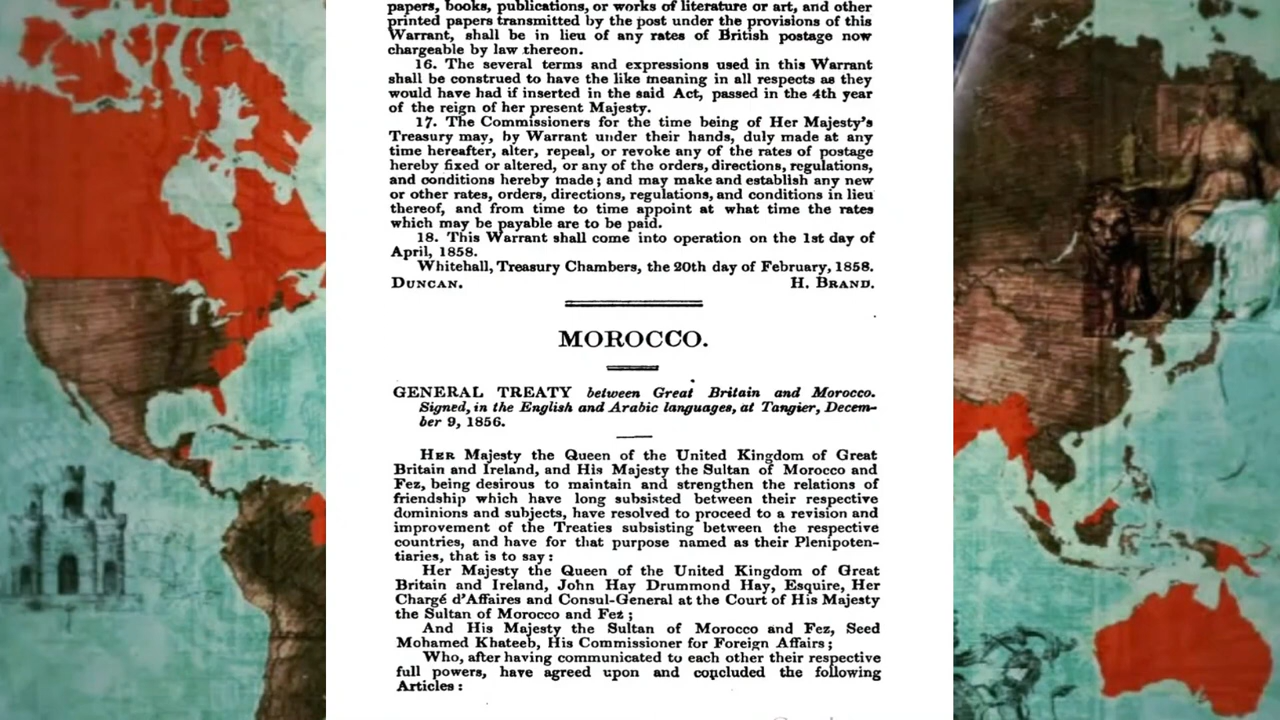 papers, books, publications, or works of literature or art, and other
printed papers transmitted by the post under the provisions of this
Warrant, shall be in lieu of any rates of British postage now
chargeable by law thereon.
16. The several terms and expressions used in this Warrant
shall be construed to have the like meaning in all respects as they
would have had if inserted in the said Act, passed in the 4th year
of the reign of her present Majesty.
17. The Commissioners for the time being of Her Majesty's
Treasury may, by Warrant under their hands, duly made at any
time hereafter, alter, repeal, or revoke any of the rates of postage
hereby fixed or altered, or any of the orders, directions, regulations,
and conditions hereby made; and may make and establish any new
or other rates, orders, directions, regulations, and conditions in lieu
thereof, and from time to time appoint at what time the rates
which may be payable are to be paid.
18. This Warrant shall come into operation on the 1st day of
April, 1858.
Whitehall, Treasury Chambers, the 20th day of February, 1858.
DUNCAN. H. BRAND.
MOROCCO.
GENERAL TREATY between Great Britain and Morocco.
Signed, in the English and Arabic languages, at Tangier, Decem-
ber 9, 1856.
HER Majesty the Queen of the United Kingdom of Great
Britain and Ireland, and His Majesty the Sultan of Morocco and
Fez, being desirous to maintain and strengthen the relations of
friendship which have long subsisted between their respective
dominions and subjects, have resolved to proceed to a revision and
improvement of the Treaties subsisting between the respective
countries, and have for that purpose named as their Plenipoten-
tiaries, that is to say:
Her Majesty the Queen of the United Kingdom of Great
Britain and Ireland, John Hay Drummond Hay, Esquire, Her
Chargé d'Affaires and Consul-General at the Court of His Majesty
the Sultan of Morocco and Fez;
And His Majesty the Sultan of Morocco and Fez, Seed
Mohamed Khateeb, His Commissioner for Foreign Affairs;
Who, after having communicated to each other their respective
full powers, have agreed upon and concluded the following
Articles: